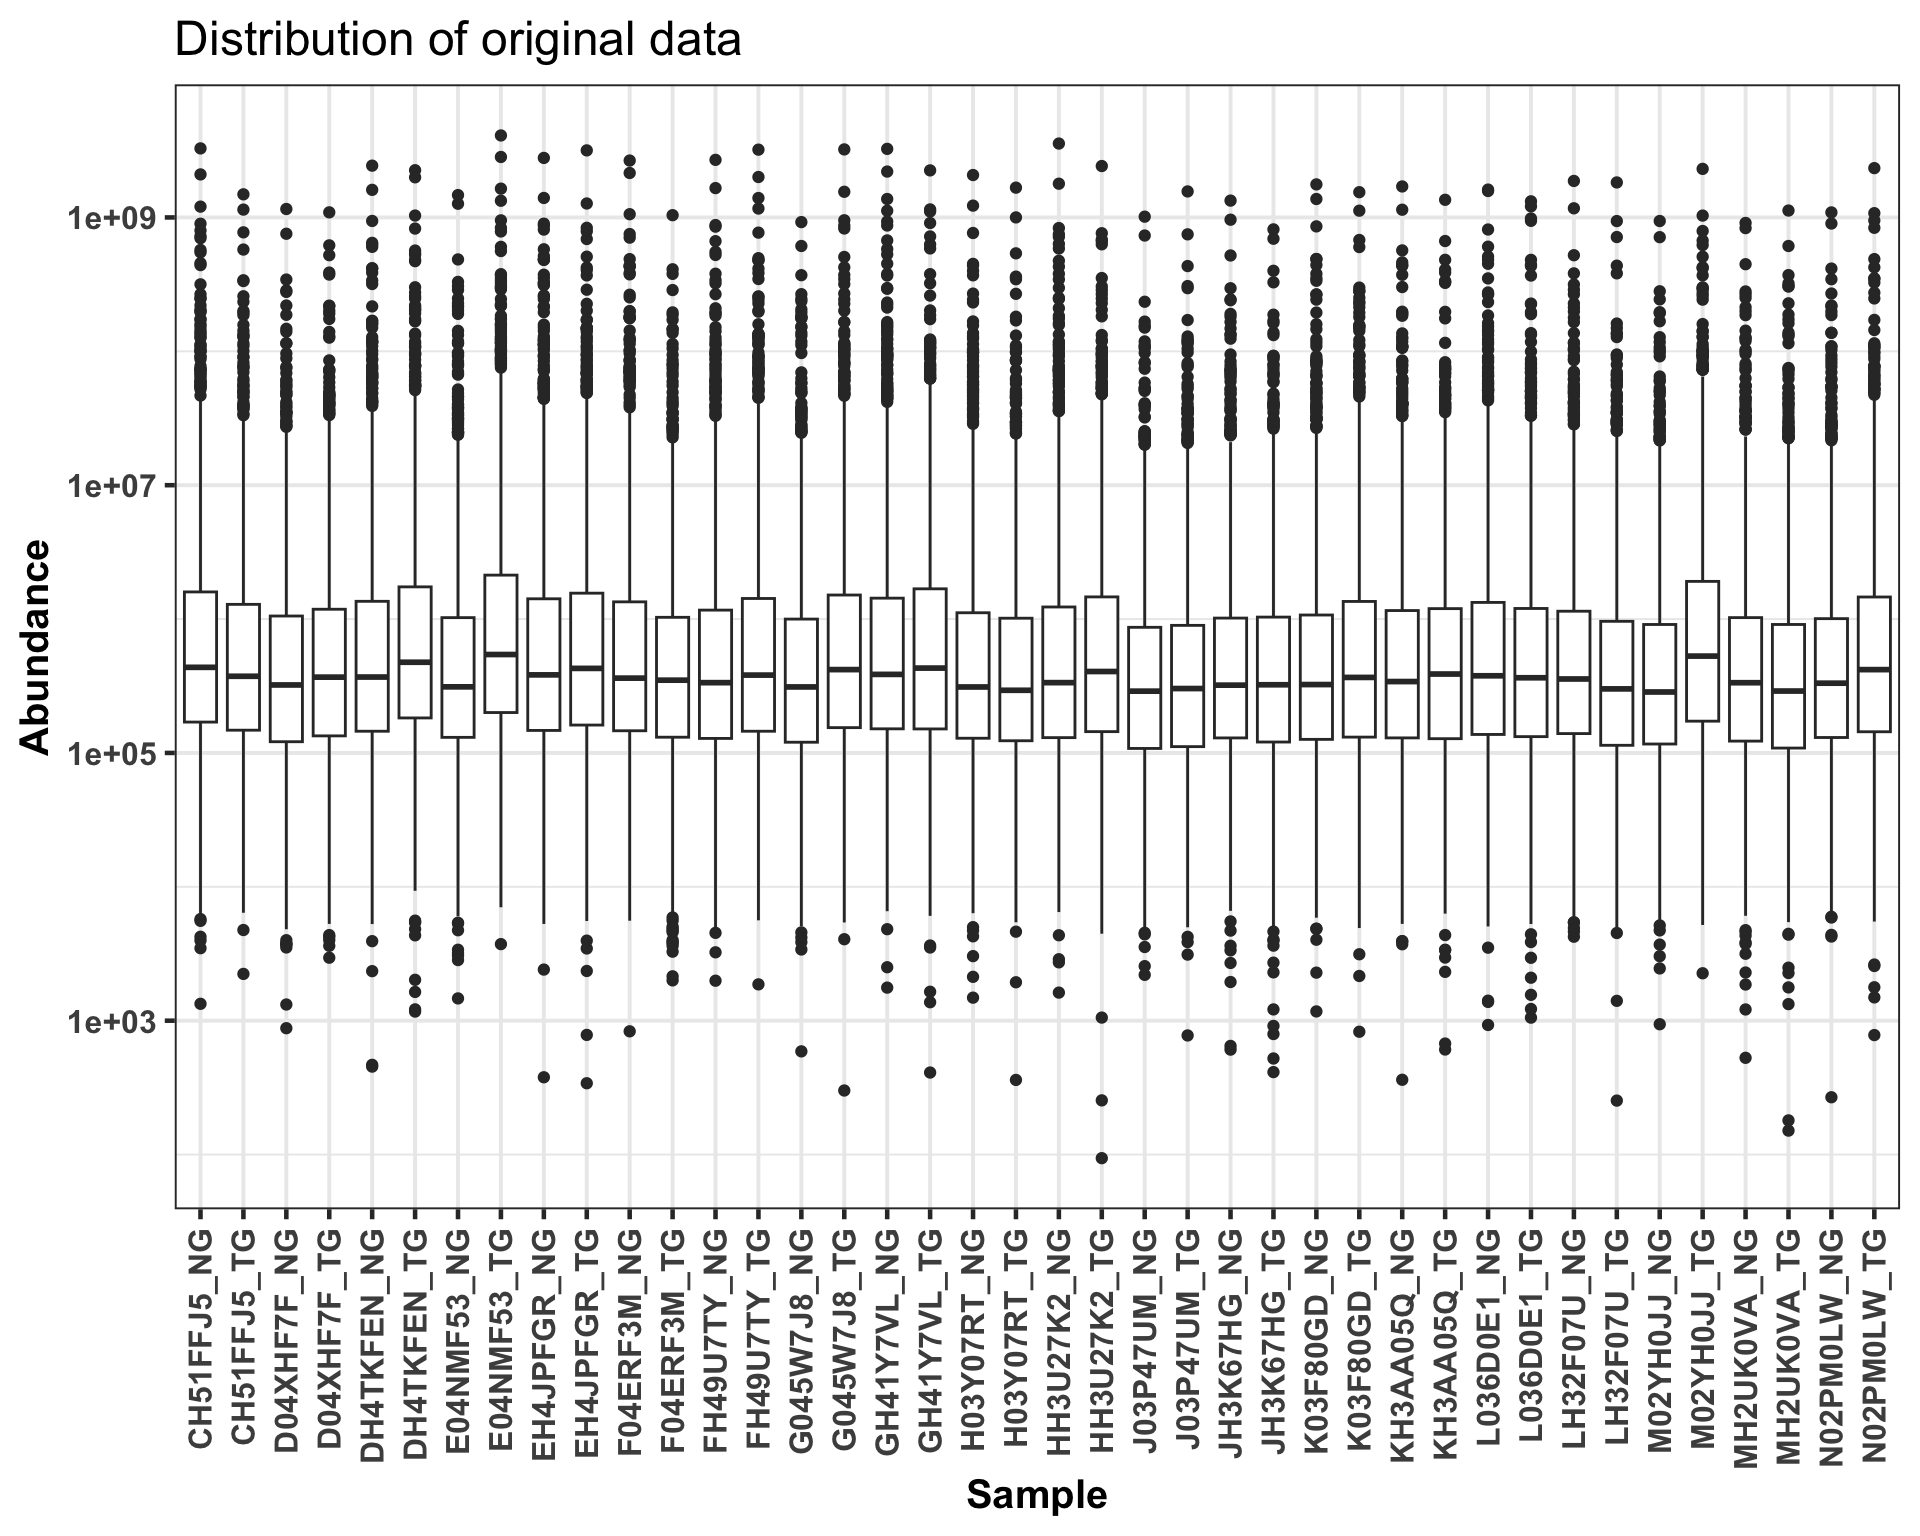 Distribution of original data
Abundance
1e+09
1e+07
1e+05
1e+03
CH51FFJ5_NG
CH51FFJ5_TG
D04XHF7F_NG
D04XHF7F_TG
DH4TKFEN_NG
DH4TKFEN_TG
E04NMF53_NG
E04NMF53_TG
EH4JPFGR_NG
EH4JPFGR_TG
F04ERF3M_NG
F04ERF3M_TG
FH49U7TY_NG
FH49U7TY_TG
G045W7J8_NG
G045W7J8_TG
GH41Y7VL_NG
GH41Y7VL_TG
H03Y07RT_NG
H03Y07RT_TG
HH3U27K2_NG
HH3U27K2_TG
J03P47UM_NG
J03P47UM_TG
JH3K67HG_NG
JH3K67HG_TG
K03F80GD_NG
K03F80GD_TG
KH3AA05Q_NG
KH3AA05Q_TG
L036D0E1_NG
L036D0E1_TG
LH32F07U_NG
LH32F07U_TG
M02YH0JJ_NG
M02YH0JJ_TG
MH2UK0VA_NG
MH2UK0VA_TG
N02PM0LW_NG
N02PM0LW_TG
Sample